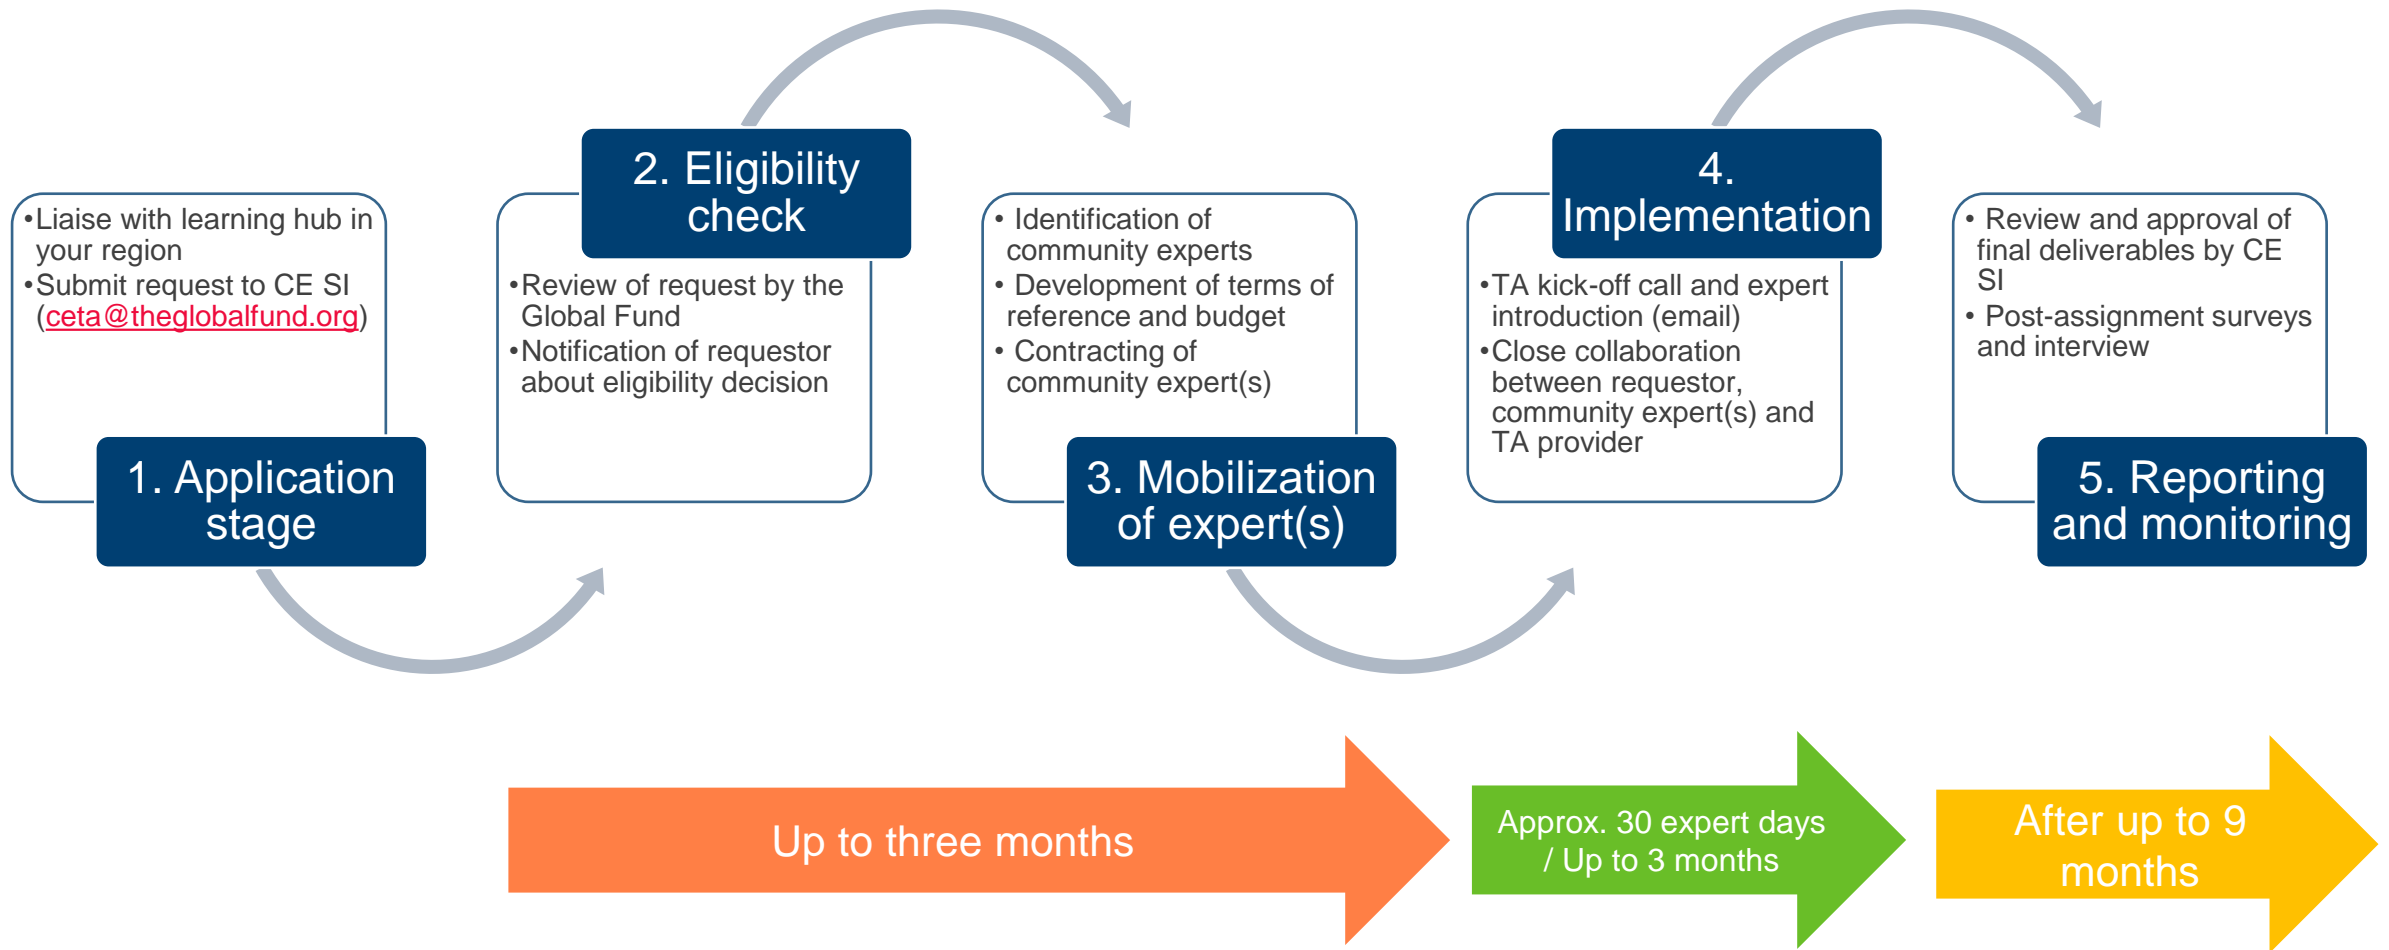 •Liaise with learning hub in
your region
•Submit request to CE SI
(ceta@theglobalfund.org)
1. Application
stage
2. Eligibility
check
•Review of request by the
Global Fund
•Notification of requestor
about eligibility decision
• Identification of
community experts
• Development of terms of
reference and budget
• Contracting of
community expert(s)
3. Mobilization
of expert(s)
4.
Implementation
•TA kick-off call and expert
introduction (email)
•Close collaboration
between requestor,
community expert(s) and
TA provider
• Review and approval of
final deliverables by CE
SI
• Post-assignment surveys
and interview
5. Reporting
and monitoring
Up to three months
Approx. 30 expert days
/ Up to 3 months
After up to 9
months